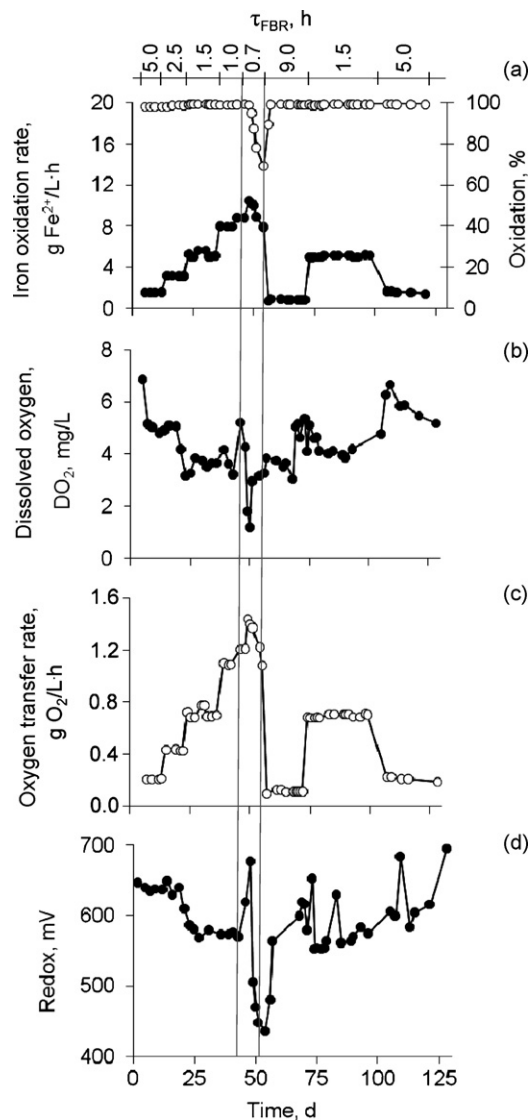 τFBR, h
5.0 2.5 1.5 1.0 0.7 9.0 1.5 5.0
(a)
Iron oxidation rate,
g Fe²⁺/L·h
20
16
12
8
4
0
100
80
60
40
20
0
Oxidation, %
(b)
Dissolved oxygen,
DO₂, mg/L
8
6
4
2
0
(c)
Oxygen transfer rate,
g O₂/L·h
1.6
1.2
0.8
0.4
0.0
(d)
Redox, mV
700
600
500
400
0 25 50 75 100 125
Time, d